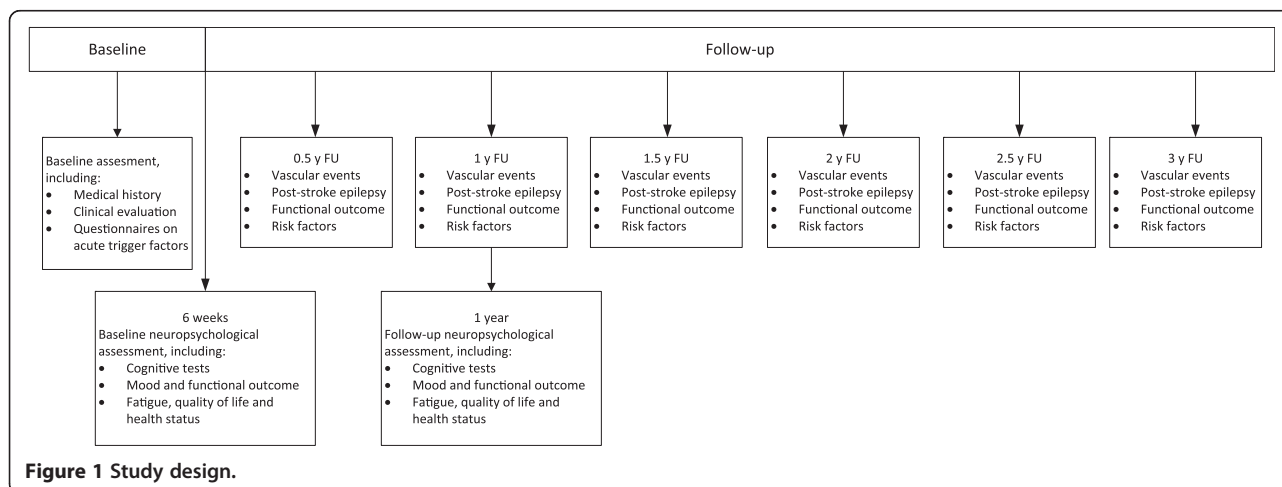 Baseline
Follow-up
Baseline assesment,
including:
• Medical history
• Clinical evaluation
• Questionnaires on
acute trigger factors
0.5 y FU
• Vascular events
• Post-stroke epilepsy
• Functional outcome
• Risk factors
1 y FU
• Vascular events
• Post-stroke epilepsy
• Functional outcome
• Risk factors
1.5 y FU
• Vascular events
• Post-stroke epilepsy
• Functional outcome
• Risk factors
2 y FU
• Vascular events
• Post-stroke epilepsy
• Functional outcome
• Risk factors
2.5 y FU
• Vascular events
• Post-stroke epilepsy
• Functional outcome
• Risk factors
3 y FU
• Vascular events
• Post-stroke epilepsy
• Functional outcome
• Risk factors
6 weeks
Baseline neuropsychological
assessment, including:
• Cognitive tests
• Mood and functional outcome
• Fatigue, quality of life and
health status
1 year
Follow-up neuropsychological
assessment, including:
• Cognitive tests
• Mood and functional outcome
• Fatigue, quality of life and
health status
Figure 1 Study design.